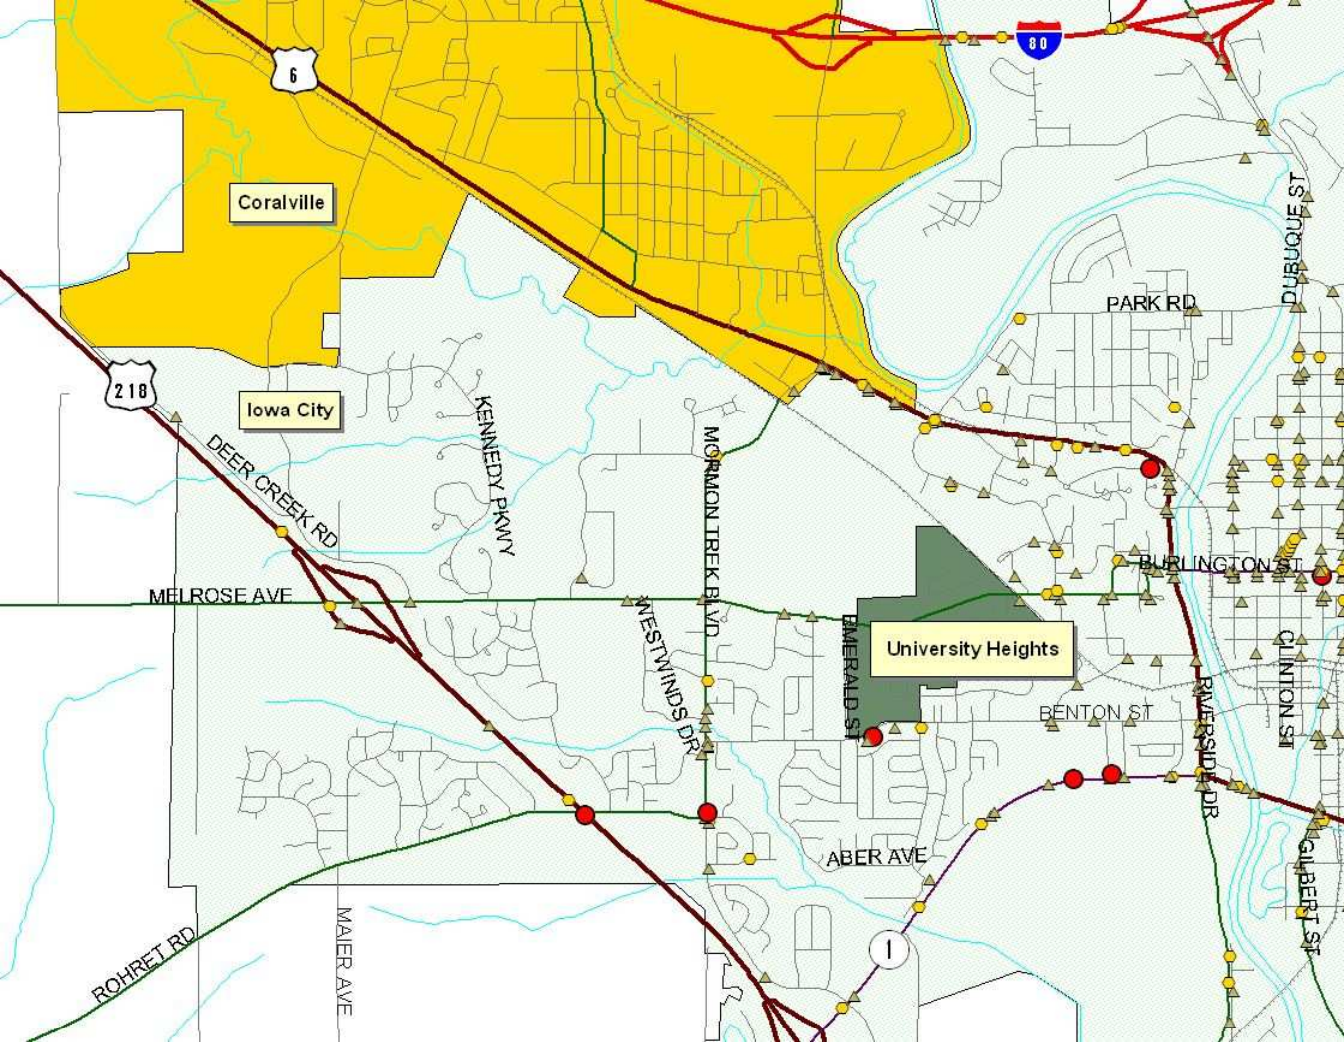 80
6
DUBUQUE ST
Coralville
PARK RD
218
Iowa City
KENNEDY PKWY
MORMON TREK BLVD
DEER CREEK RD
BURLINGTON ST
MELROSE AVE
WESTWINDS DR
EMERALD ST
University Heights
CLINTON ST
RIVERSIDE DR
BENTON ST
ABER AVE
GILBERT ST
MAIER AVE
ROHRET RD
1